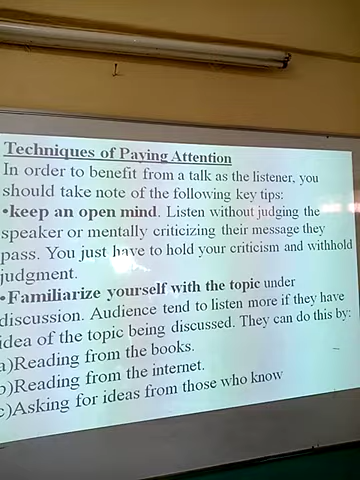 Techniques of Paying Attention
In order to benefit from a talk as the listener, you
should take note of the following key tips:
•keep an open mind. Listen without judging the
speaker or mentally criticizing their message they
pass. You just have to hold your criticism and withhold
judgment.
•Familiarize yourself with the topic under
discussion. Audience tend to listen more if they have
idea of the topic being discussed. They can do this by:
a)Reading from the books.
b)Reading from the internet.
c)Asking for ideas from those who know